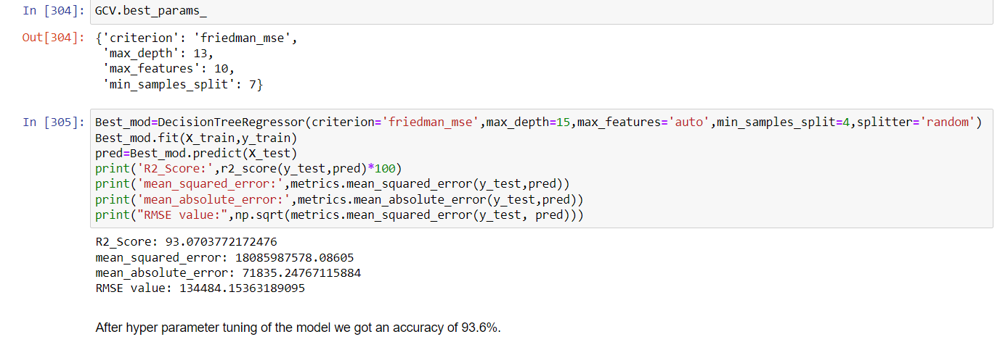 In [304]: GCV.best_params_
Out[304]: {'criterion': 'friedman_mse',
'max_depth': 13,
'max_features': 10,
'min_samples_split': 7}
In [305]: Best_mod=DecisionTreeRegressor(criterion='friedman_mse',max_depth=15,max_features='auto',min_samples_split=4,splitter='random')
Best_mod.fit(X_train,y_train)
pred=Best_mod.predict(X_test)
print('R2_Score:',r2_score(y_test,pred)*100)
print('mean_squared_error:',metrics.mean_squared_error(y_test,pred))
print('mean_absolute_error:',metrics.mean_absolute_error(y_test,pred))
print("RMSE value:",np.sqrt(metrics.mean_squared_error(y_test, pred)))
R2_Score: 93.0703772172476
mean_squared_error: 18085987578.08605
mean_absolute_error: 71835.24767115884
RMSE value: 134484.15363189095
After hyper parameter tuning of the model we got an accuracy of 93.6%.